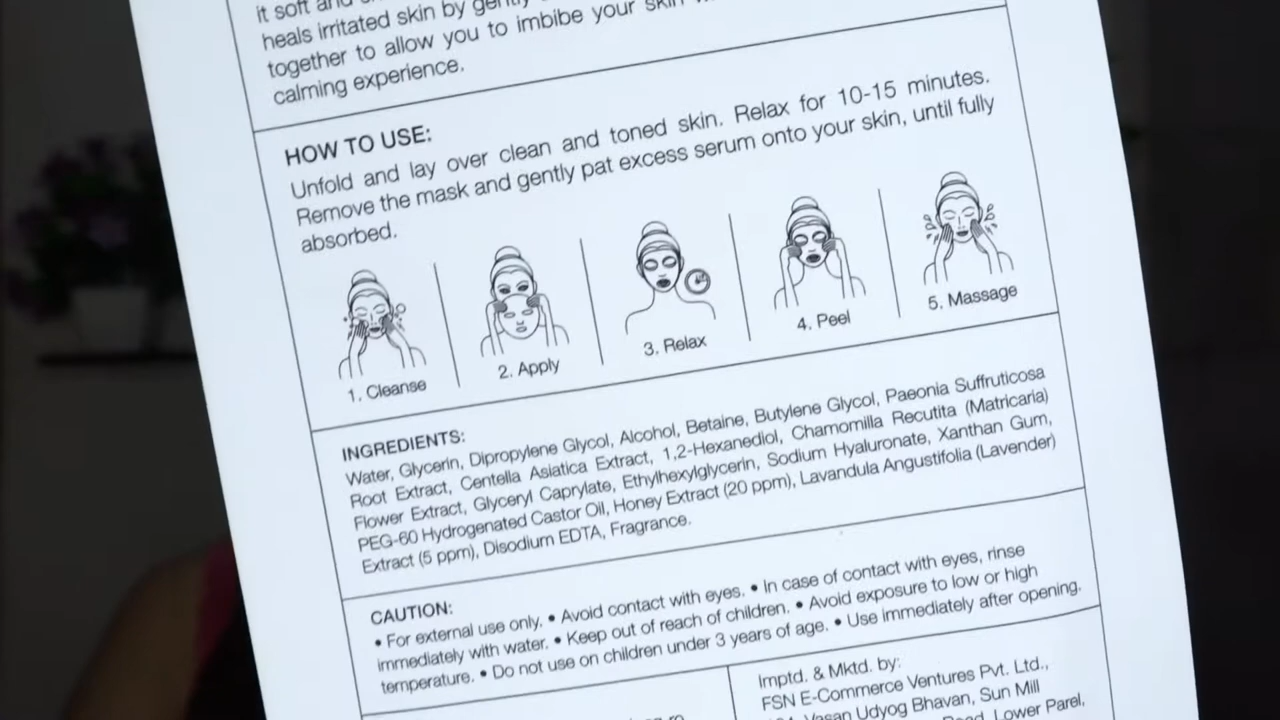 it soft and
heals irritated skin by gently
together to allow you to imbibe your skin
calming experience.
HOW TO USE:
Unfold and lay over clean and toned skin. Relax for 10-15 minutes.
Remove the mask and gently pat excess serum onto your skin, until fully
absorbed.
1. Cleanse
2. Apply
3. Relax
4. Peel
5. Massage
INGREDIENTS:
Water, Glycerin, Dipropylene Glycol, Alcohol, Betaine, Butylene Glycol, Paeonia Suffruticosa
Root Extract, Centella Asiatica Extract, 1,2-Hexanediol, Chamomilla Recutita (Matricaria)
Flower Extract, Glyceryl Caprylate, Ethylhexylglycerin, Sodium Hyaluronate, Xanthan Gum,
PEG-60 Hydrogenated Castor Oil, Honey Extract (20 ppm), Lavandula Angustifolia (Lavender)
Extract (5 ppm), Disodium EDTA, Fragrance.
CAUTION:
• For external use only. • Avoid contact with eyes. • In case of contact with eyes, rinse
immediately with water. • Keep out of reach of children. • Avoid exposure to low or high
temperature. • Do not use on children under 3 years of age. • Use immediately after opening.
Imptd. & Mktd. by:
FSN E-Commerce Ventures Pvt. Ltd.,
Vasan Udyog Bhavan, Sun Mill
Lower Parel,